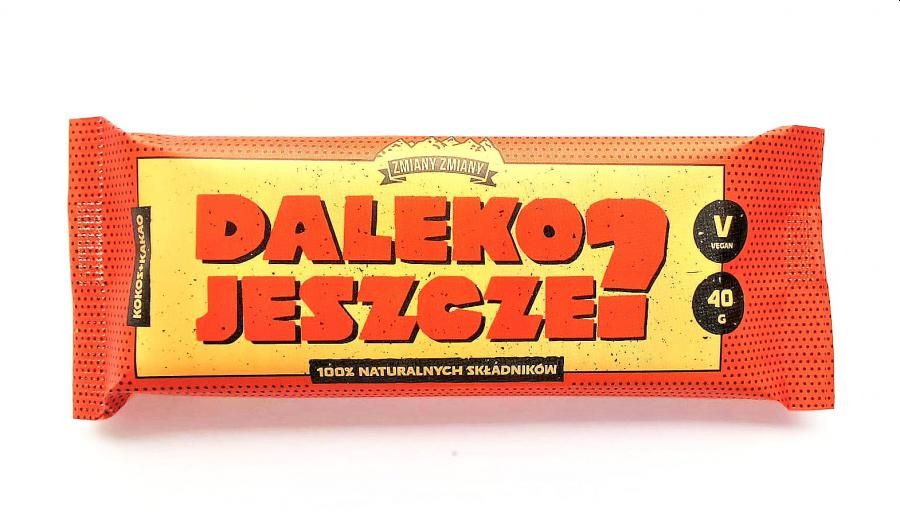 ZMIANY ZMIANY
DALEKO
JESZCZE?
KOKOS+KAKAO
V
VEGAN
40
G
100% NATURALNYCH SKŁADNIKÓW